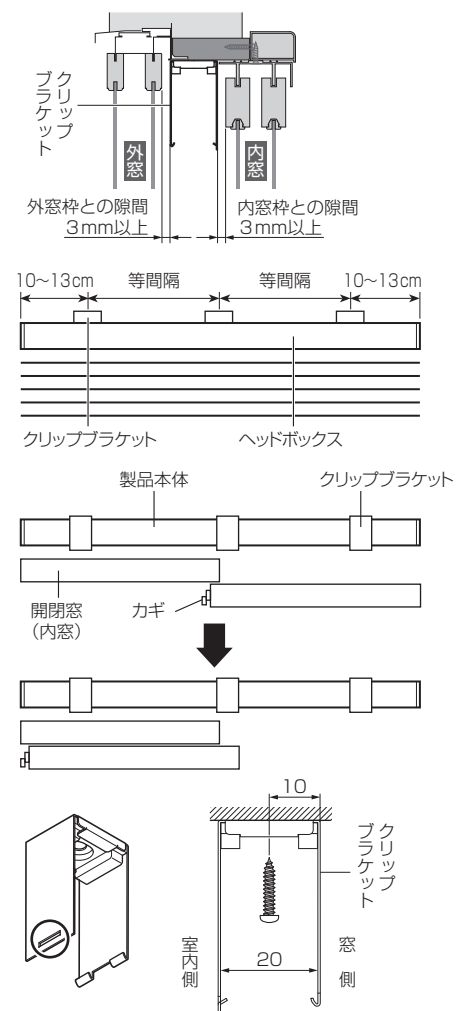 クリップ
ブラケット
外窓
内窓
外窓枠との隙間
3mm以上
内窓枠との隙間
3mm以上
10~13cm 等間隔 等間隔 10~13cm
クリップブラケット
ヘッドボックス
製品本体
クリップブラケット
開閉窓
(内窓)
カギ
10
クリップ
ブラケット
室内側
20
窓側